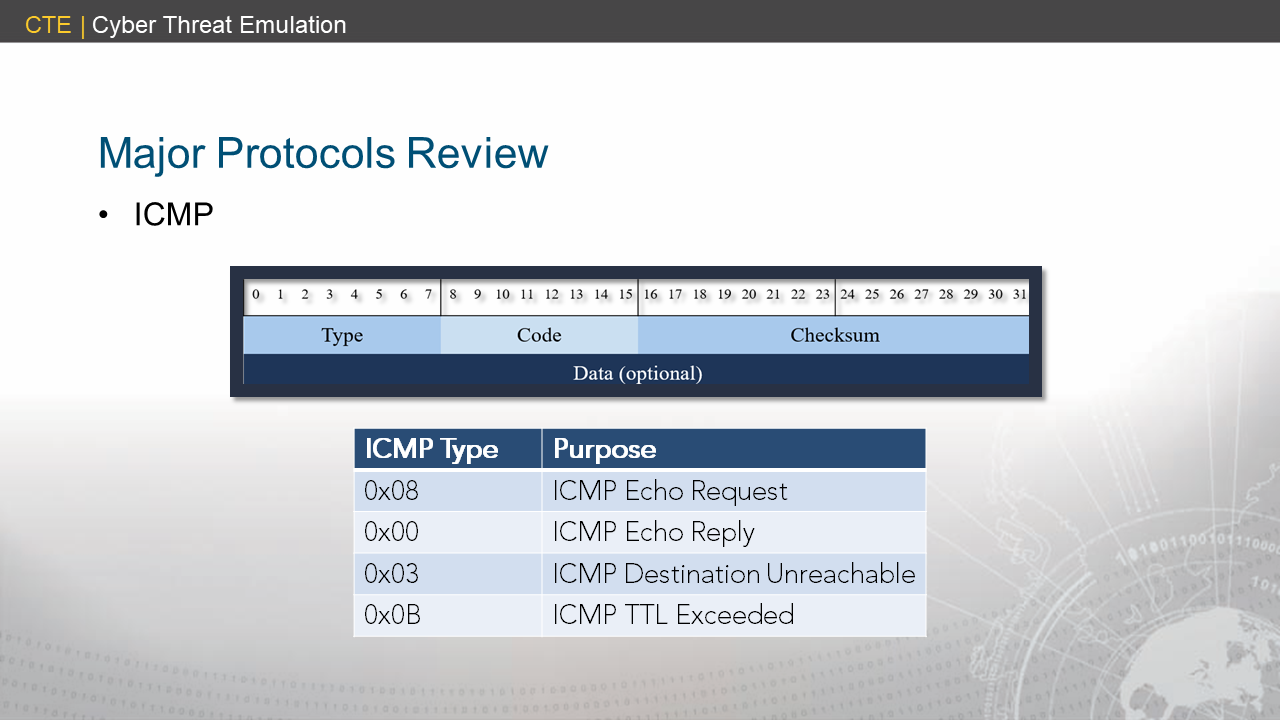 CTE | Cyber Threat Emulation
Major Protocols Review
• ICMP
0 1 2 3 4 5 6 7 8 9 10 11 12 13 14 15 16 17 18 19 20 21 22 23 24 25 26 27 28 29 30 31
Type Code Checksum
Data (optional)
ICMP Type Purpose
0x08 ICMP Echo Request
0x00 ICMP Echo Reply
0x03 ICMP Destination Unreachable
0x0B ICMP TTL Exceeded